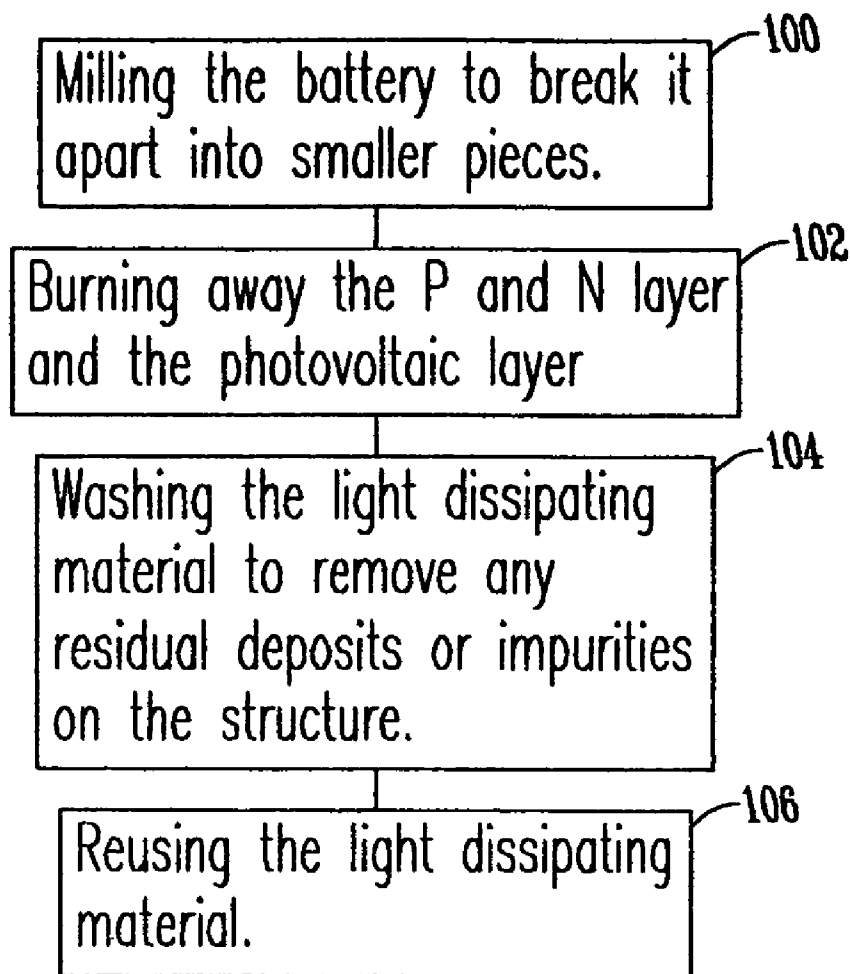 100
Milling the battery to break it
apart into smaller pieces.
102
Burning away the P and N layer
and the photovoltaic layer
104
Washing the light dissipating
material to remove any
residual deposits or impurities
on the structure.
106
Reusing the light dissipating
material.